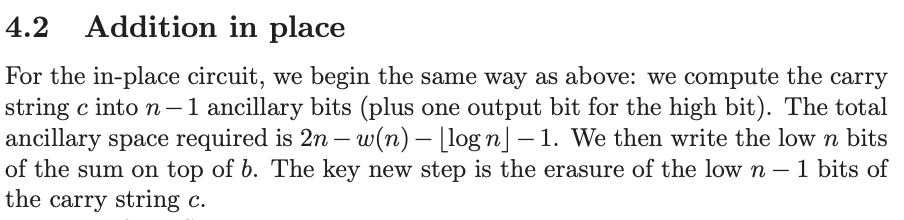 4.2 Addition in place
For the in-place circuit, we begin the same way as above: we compute the carry
string c into n − 1 ancillary bits (plus one output bit for the high bit). The total
ancillary space required is 2n − w(n) − ⌊log n⌋ − 1. We then write the low n bits
of the sum on top of b. The key new step is the erasure of the low n − 1 bits of
the carry string c.